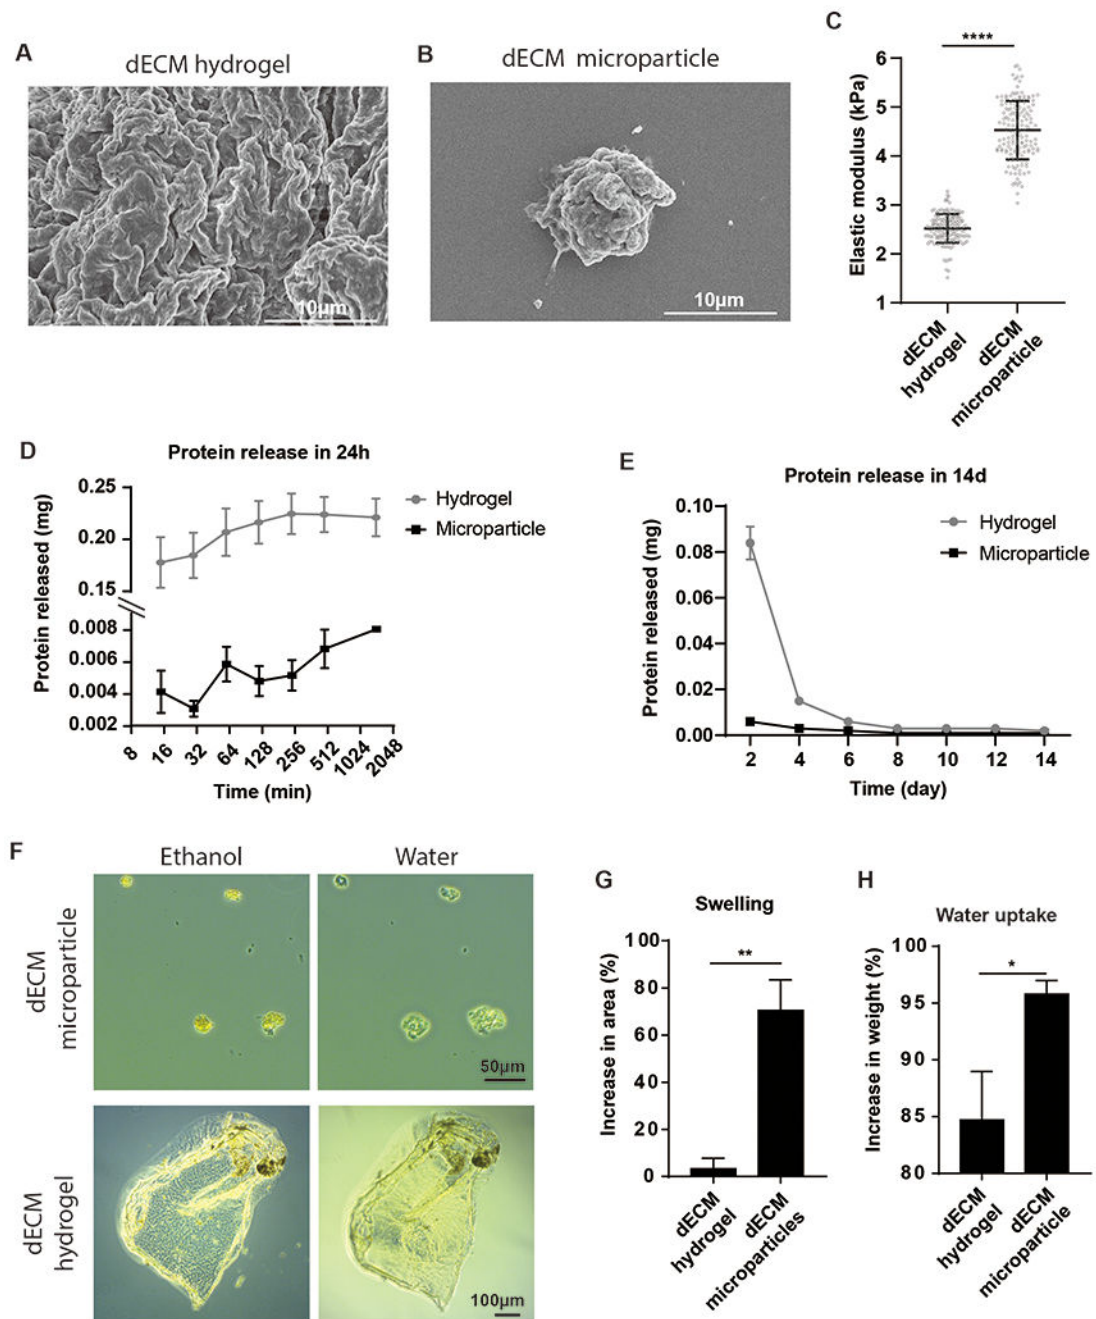 A
dECM hydrogel
10µm
B
dECM microparticle
10µm
C
****
Elastic modulus (kPa)
6
5
4
3
2
1
dECM
hydrogel
dECM
microparticle
D
Protein release in 24h
Protein released (mg)
0.25
0.20
0.15
0.008
0.006
0.004
0.002
8
16
32
64
128
256
512
1024
2048
Time (min)
Hydrogel
Microparticle
E
Protein release in 14d
Protein released (mg)
0.10
0.08
0.06
0.04
0.02
0.00
2
4
6
8
10
12
14
Time (day)
Hydrogel
Microparticle
F
Ethanol
Water
dECM
microparticle
50µm
dECM
hydrogel
100µm
G
Swelling
**
Increase in area (%)
100
80
60
40
20
0
dECM
hydrogel
dECM
microparticles
H
Water uptake
*
Increase in weight (%)
100
95
90
85
80
dECM
hydrogel
dECM
microparticle